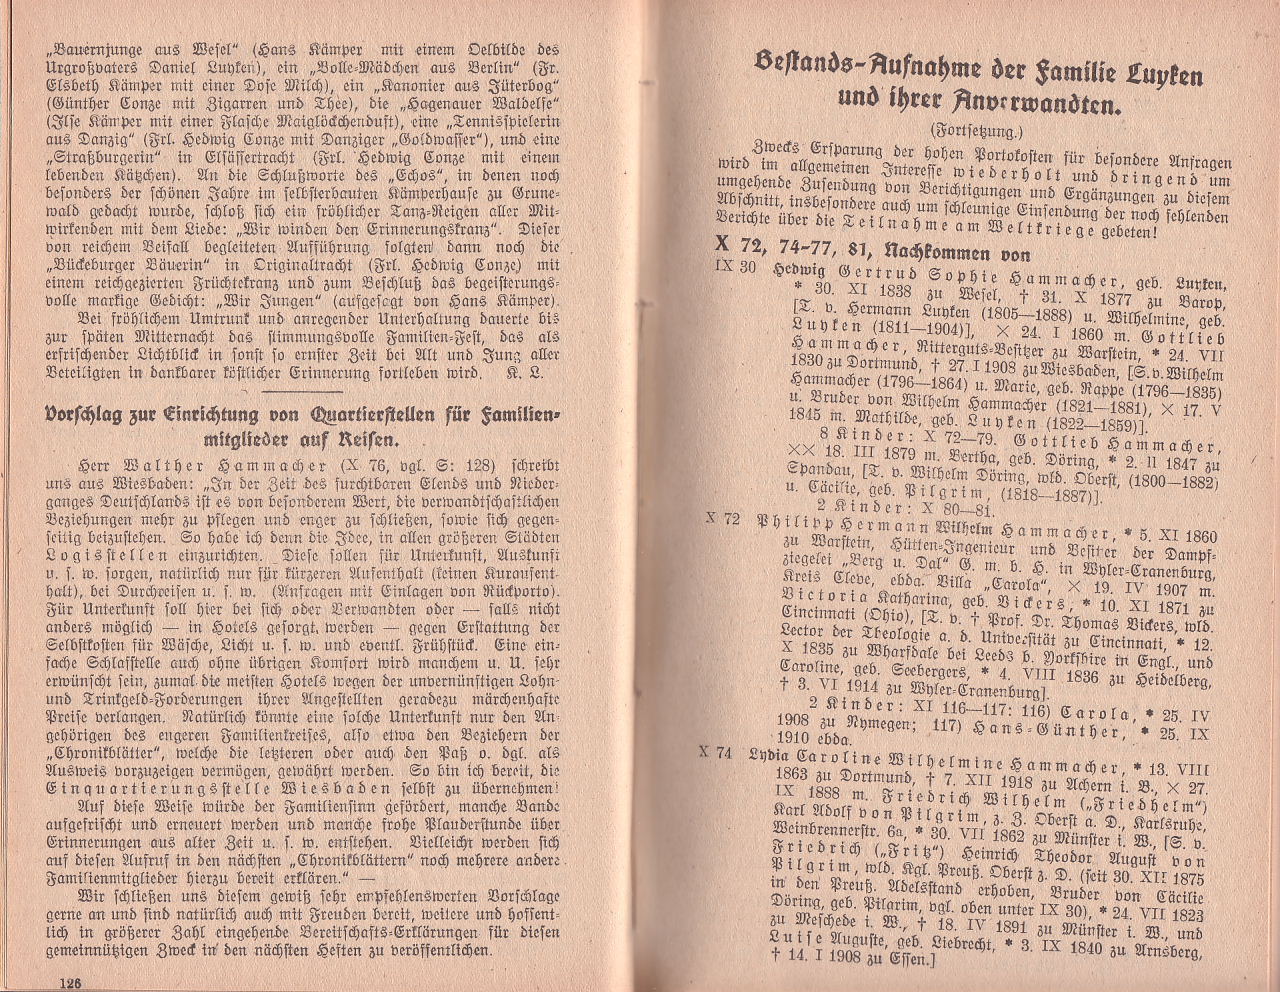 „Bauernjunge aus Wesel“ (Hans Kämper mit einem Oelbilde des
Urgroßvaters Daniel Luyken), ein „Bolle-Mädchen aus Berlin“ (Fr.
Elsbeth Kämper mit einer Dose Milch), ein „Kanonier aus Jüterbog“
(Günther Conze mit Zigarren und Thee), die „Hagenauer Waldelse“
(Ilse Kämper mit einer Flasche Maiglöckchenduft), eine „Tennisspielerin
aus Danzig“ (Frl. Hedwig Conze mit Danziger „Goldwasser“), und eine
„Straßburgerin“ in Elsässertracht (Frl. Hedwig Conze mit einem
lebenden Kätzchen). An die Schlußworte des „Echos“, in denen noch
besonders der schönen Jahre im selbsterbauten Kämperhause zu Grune-
wald gedacht wurde, schloß sich ein fröhlicher Tanz-Reigen aller Mit-
wirkenden mit dem Liede: „Wir winden den Erinnerungskranz“. Dieser
von reichem Beifall begleiteten Aufführung folgten dann noch die
„Bückeburger Bäuerin“ in Originaltracht (Frl. Hedwig Conze) mit
einem reichgezierten Früchtekranz und zum Beschluß das begeisterungs-
volle markige Gedicht: „Wir Jungen“ (aufgesagt von Hans Kämper).
Bei fröhlichem Umtrunk und anregender Unterhaltung dauerte bis
zur späten Mitternacht das stimmungsvolle Familien-Fest, das als
erfrischender Lichtblick in sonst so ernster Zeit bei Alt und Jung aller
Beteiligten in dankbarer köstlicher Erinnerung fortleben wird. K. L.
Vorschlag zur Einrichtung von Quartierstellen für Familien-
mitglieder auf Reisen.
Herr Walther Hammacher (X 76, vgl. S: 128) schreibt
uns aus Wiesbaden: „In der Zeit des furchtbaren Elends und Nieder-
ganges Deutschlands ist es von besonderem Wert, die verwandtschaftlichen
Beziehungen mehr zu pflegen und enger zu schließen, sowie sich gegen-
seitig beizustehen. So habe ich denn die Idee, in allen größeren Städten
Logisstellen einzurichten. Diese sollen für Unterkunft, Auskunft
u. s. w. sorgen, natürlich nur für kürzeren Aufenthalt (keinen Kuraufent-
halt), bei Durchreisen u. s. w. (Anfragen mit Einlagen von Rückporto).
Für Unterkunft soll hier bei sich oder Verwandten oder — falls nicht
anders möglich — in Hotels gesorgt werden — gegen Erstattung der
Selbstkosten für Wäsche, Licht u. s. w. und eventl. Frühstück. Eine ein-
fache Schlafstelle auch ohne übrigen Komfort wird manchem u. U. sehr
erwünscht sein, zumal die meisten Hotels wegen der unvernünftigen Lohn-
und Trinkgeld-Forderungen ihrer Angestellten geradezu märchenhafte
Preise verlangen. Natürlich könnte eine solche Unterkunft nur den An-
gehörigen des engeren Familienkreises, also etwa den Beziehern der
„Chronikblätter“, welche die letzteren oder auch den Paß o. dgl. als
Ausweis vorzuzeigen vermögen, gewährt werden. So bin ich bereit, die
Einquartierungsstelle Wiesbaden selbst zu übernehmen!
Auf diese Weise würde der Familiensinn gefördert, manche Bande
aufgefrischt und erneuert werden und manche frohe Plauderstunde über
Erinnerungen aus alter Zeit u. s. w. entstehen. Vielleicht werden sich
auf diesen Aufruf in den nächsten „Chronikblättern“ noch mehrere andere
Familienmitglieder hierzu bereit erklären.“ —
Wir schließen uns diesem gewiß sehr empfehlenswerten Vorschlage
gerne an und sind natürlich auch mit Freuden bereit, weitere und hoffent-
lich in größerer Zahl eingehende Bereitschafts-Erklärungen für diesen
gemeinnützigen Zweck in den nächsten Heften zu veröffentlichen.
126
Bestands-Aufnahme der Familie Luyken
und ihrer Anverwandten.
(Fortsetzung.)
Zwecks Ersparung der hohen Portokosten für besondere Anfragen
wird im allgemeinen Interesse wiederholt und dringend um
umgehende Zusendung von Berichtigungen und Ergänzungen zu diesem
Abschnitt, insbesondere auch um schleunige Einsendung der noch fehlenden
Berichte über die Teilnahme am Weltkriege gebeten!
X 72, 74-77, 81, Nachkommen von
IX 30 Hedwig Gertrud Sophie Hammacher, geb. Luyken,
* 30. XI 1838 zu Wesel, † 31. X 1877 zu Barop,
[T. v. Hermann Luyken (1805—1888) u. Wilhelmine, geb.
Luyken (1811—1904)], ✕ 24. I 1860 m. Gottlieb
Hammacher, Ritterguts-Besitzer zu Warstein, * 24. VII
1830 zu Dortmund, † 27. I 1908 zu Wiesbaden, [S. v. Wilhelm
Hammacher (1796—1864) u. Marie, geb. Rappe (1796—1835)
u. Bruder von Wilhelm Hammacher (1821—1881), ✕ 17. V
1845 m. Mathilde, geb. Luyken (1822—1859)].
8 Kinder: X 72—79. Gottlieb Hammacher,
✕✕ 18. III 1879 m. Bertha, geb. Döring, * 2. II 1847 zu
Spandau, [T. v. Wilhelm Döring, wld. Oberst, (1800—1882)
u. Cäcilie, geb. Pilgrim, (1818—1887)].
2 Kinder: X 80—81.
X 72 Philipp Hermann Wilhelm Hammacher, * 5. XI 1860
zu Warstein, Hütten-Ingenieur und Besitzer der Dampf-
ziegelei „Berg u. Dal“ G. m. b. H. in Wyler-Cranenburg,
Kreis Cleve, ebda. Villa „Carola“, ✕ 19. IV 1907 m.
Victoria Katharina, geb. Vickers, * 10. XI 1871 zu
Cincinnati (Ohio), [T. v. † Prof. Dr. Thomas Vickers, wld.
Lector der Theologie a. d. Universität zu Cincinnati, * 12.
X 1835 zu Wharfdale bei Leeds b. Yorkshire in Engl., und
Caroline, geb. Seebergers, * 4. VIII 1836 zu Heidelberg,
† 3. VI 1914 zu Wyler-Cranenburg].
2 Kinder: XI 116—117: 116) Carola, * 25. IV
1908 zu Nymegen; 117) Hans-Günther, * 25. IX
1910 ebda.
X 74 Lydia Caroline Wilhelmine Hammacher, * 13. VIII
1863 zu Dortmund, † 7. XII 1918 zu Achern i. B., ✕ 27.
IX 1888 m. Friedrich Wilhelm („Friedhelm“)
Karl Adolf von Pilgrim, z. Z. Oberst a. D., Karlsruhe,
Weinbrennerstr. 6a, * 30. VII 1862 zu Münster i. W., [S. v.
Friedrich („Fritz“) Heinrich Theodor August von
Pilgrim, wld. Kgl. Preuß. Oberst z. D. (seit 30. XII 1875
in den Preuß. Adelsstand erhoben, Bruder von Cäcilie
Döring, geb. Pilgrim, vgl. oben unter IX 30), * 24. VII 1823
zu Meschede i. W., † 18. IV 1891 zu Münster i. W., und
Luise Auguste, geb. Liebrecht, * 3. IX 1840 zu Arnsberg,
† 14. I 1908 zu Essen.]